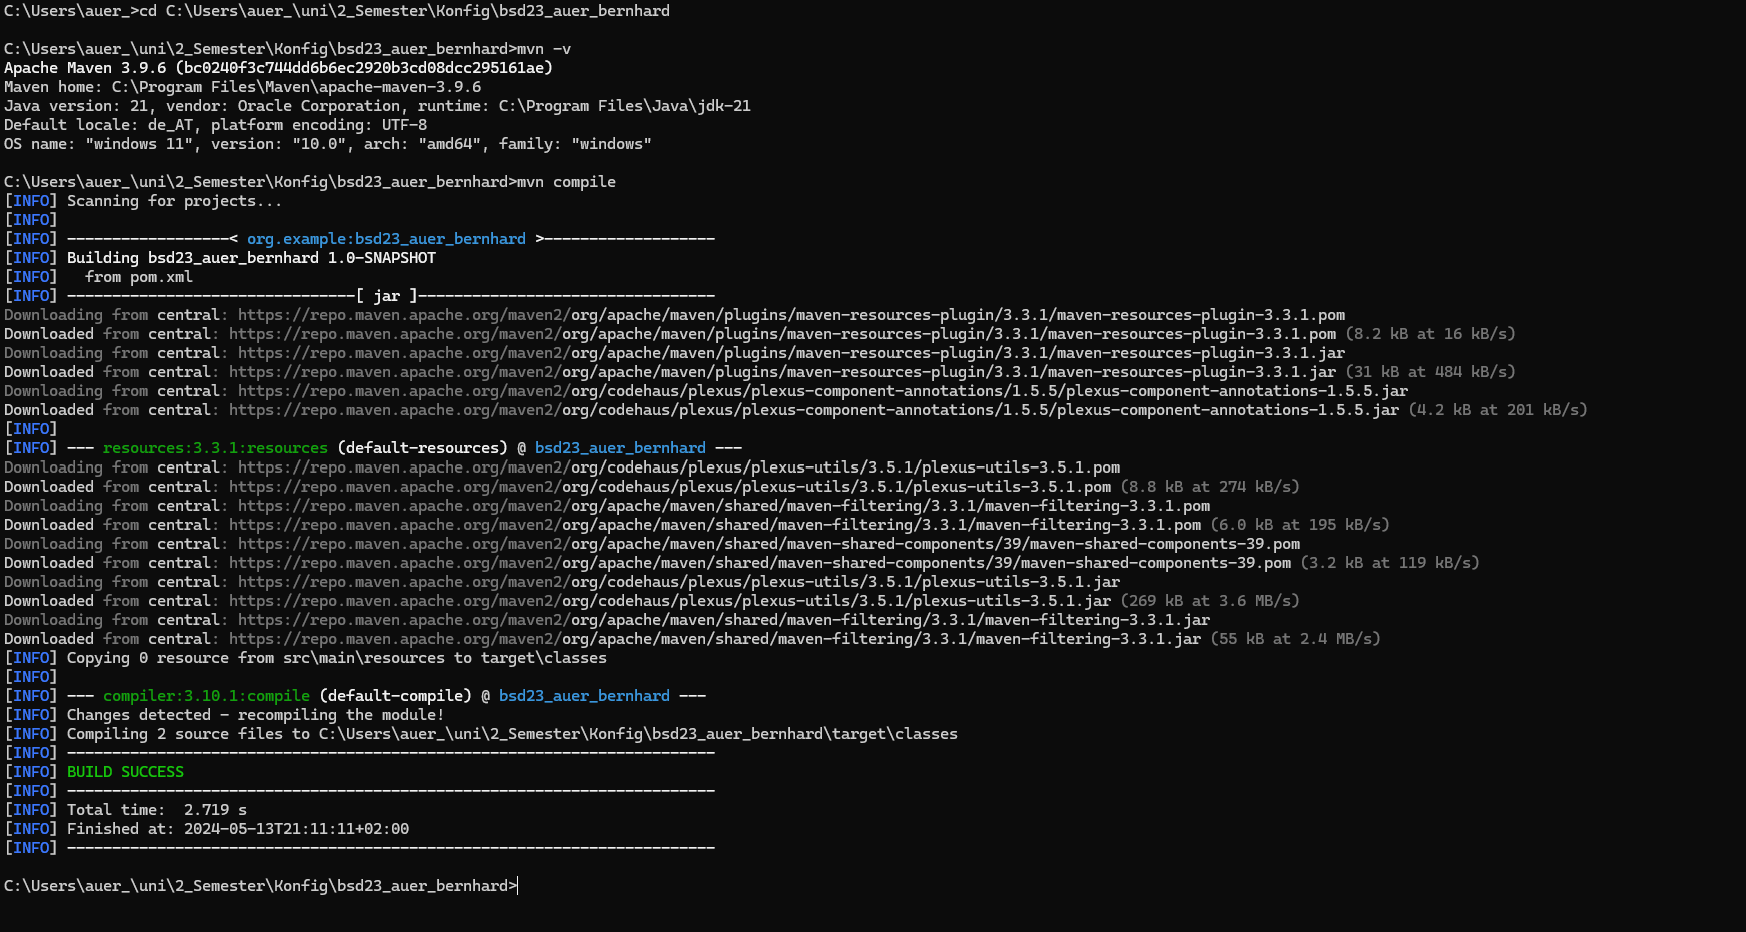 C:\Users\auer_>cd C:\Users\auer_\uni\2_Semester\Konfig\bsd23_auer_bernhard
C:\Users\auer_\uni\2_Semester\Konfig\bsd23_auer_bernhard>mvn -v
Apache Maven 3.9.6 (bc0240f3c744dd6b6ec2920b3cd08dcc295161ae)
Maven home: C:\Program Files\Maven\apache-maven-3.9.6
Java version: 21, vendor: Oracle Corporation, runtime: C:\Program Files\Java\jdk-21
Default locale: de_AT, platform encoding: UTF-8
OS name: "windows 11", version: "10.0", arch: "amd64", family: "windows"
C:\Users\auer_\uni\2_Semester\Konfig\bsd23_auer_bernhard>mvn compile
[INFO] Scanning for projects...
[INFO]
[INFO] ------------------< org.example:bsd23_auer_bernhard >-------------------
[INFO] Building bsd23_auer_bernhard 1.0-SNAPSHOT
[INFO]   from pom.xml
[INFO] --------------------------------[ jar ]---------------------------------
Downloading from central: https://repo.maven.apache.org/maven2/org/apache/maven/plugins/maven-resources-plugin/3.3.1/maven-resources-plugin-3.3.1.pom
Downloaded from central: https://repo.maven.apache.org/maven2/org/apache/maven/plugins/maven-resources-plugin/3.3.1/maven-resources-plugin-3.3.1.pom (8.2 kB at 16 kB/s)
Downloading from central: https://repo.maven.apache.org/maven2/org/apache/maven/plugins/maven-resources-plugin/3.3.1/maven-resources-plugin-3.3.1.jar
Downloaded from central: https://repo.maven.apache.org/maven2/org/apache/maven/plugins/maven-resources-plugin/3.3.1/maven-resources-plugin-3.3.1.jar (31 kB at 484 kB/s)
Downloading from central: https://repo.maven.apache.org/maven2/org/codehaus/plexus/plexus-component-annotations/1.5.5/plexus-component-annotations-1.5.5.jar
Downloaded from central: https://repo.maven.apache.org/maven2/org/codehaus/plexus/plexus-component-annotations/1.5.5/plexus-component-annotations-1.5.5.jar (4.2 kB at 201 kB/s)
[INFO]
[INFO] --- resources:3.3.1:resources (default-resources) @ bsd23_auer_bernhard ---
Downloading from central: https://repo.maven.apache.org/maven2/org/codehaus/plexus/plexus-utils/3.5.1/plexus-utils-3.5.1.pom
Downloaded from central: https://repo.maven.apache.org/maven2/org/codehaus/plexus/plexus-utils/3.5.1/plexus-utils-3.5.1.pom (8.8 kB at 274 kB/s)
Downloading from central: https://repo.maven.apache.org/maven2/org/apache/maven/shared/maven-filtering/3.3.1/maven-filtering-3.3.1.pom
Downloaded from central: https://repo.maven.apache.org/maven2/org/apache/maven/shared/maven-filtering/3.3.1/maven-filtering-3.3.1.pom (6.0 kB at 195 kB/s)
Downloading from central: https://repo.maven.apache.org/maven2/org/apache/maven/shared/maven-shared-components/39/maven-shared-components-39.pom
Downloaded from central: https://repo.maven.apache.org/maven2/org/apache/maven/shared/maven-shared-components/39/maven-shared-components-39.pom (3.2 kB at 119 kB/s)
Downloading from central: https://repo.maven.apache.org/maven2/org/codehaus/plexus/plexus-utils/3.5.1/plexus-utils-3.5.1.jar
Downloaded from central: https://repo.maven.apache.org/maven2/org/codehaus/plexus/plexus-utils/3.5.1/plexus-utils-3.5.1.jar (269 kB at 3.6 MB/s)
Downloading from central: https://repo.maven.apache.org/maven2/org/apache/maven/shared/maven-filtering/3.3.1/maven-filtering-3.3.1.jar
Downloaded from central: https://repo.maven.apache.org/maven2/org/apache/maven/shared/maven-filtering/3.3.1/maven-filtering-3.3.1.jar (55 kB at 2.4 MB/s)
[INFO] Copying 0 resource from src\main\resources to target\classes
[INFO]
[INFO] --- compiler:3.10.1:compile (default-compile) @ bsd23_auer_bernhard ---
[INFO] Changes detected - recompiling the module!
[INFO] Compiling 2 source files to C:\Users\auer_\uni\2_Semester\Konfig\bsd23_auer_bernhard\target\classes
[INFO] ------------------------------------------------------------------------
[INFO] BUILD SUCCESS
[INFO] ------------------------------------------------------------------------
[INFO] Total time:  2.719 s
[INFO] Finished at: 2024-05-13T21:11:11+02:00
[INFO] ------------------------------------------------------------------------
C:\Users\auer_\uni\2_Semester\Konfig\bsd23_auer_bernhard>